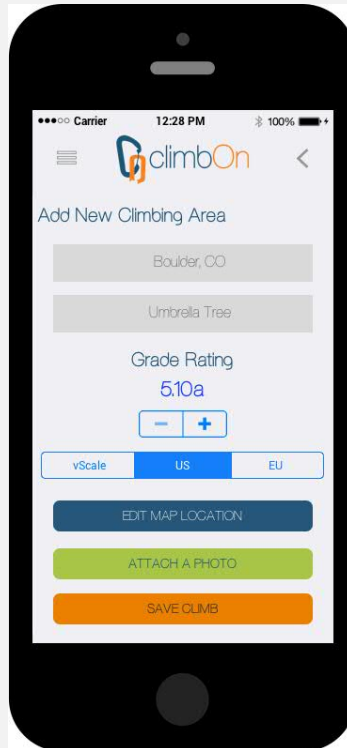 Carrier 12:28 PM 100%
climbOn
Add New Climbing Area
Boulder, CO
Umbrella Tree
Grade Rating
5.10a
- +
vScale US EU
EDIT MAP LOCATION
ATTACH A PHOTO
SAVE CLIMB